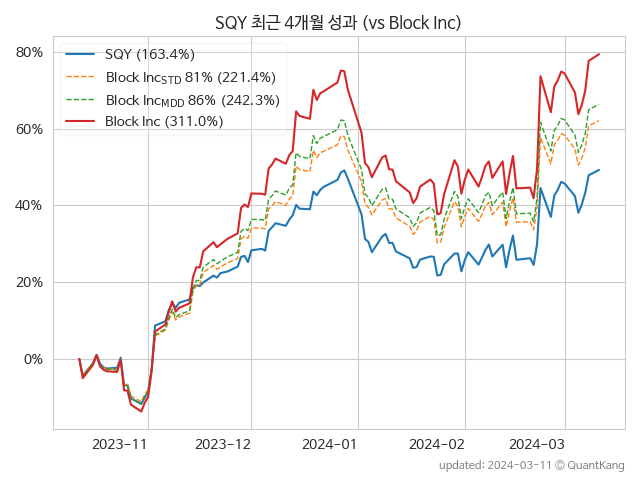 SQY 최근 4개월 성과 (vs Block Inc)
SQY (163.4%)
Block Inc_STD 81% (221.4%)
Block Inc_MDD 86% (242.3%)
Block Inc (311.0%)
80%
60%
40%
20%
0%
2023-11
2023-12
2024-01
2024-02
2024-03
updated: 2024-03-11 © QuantKang